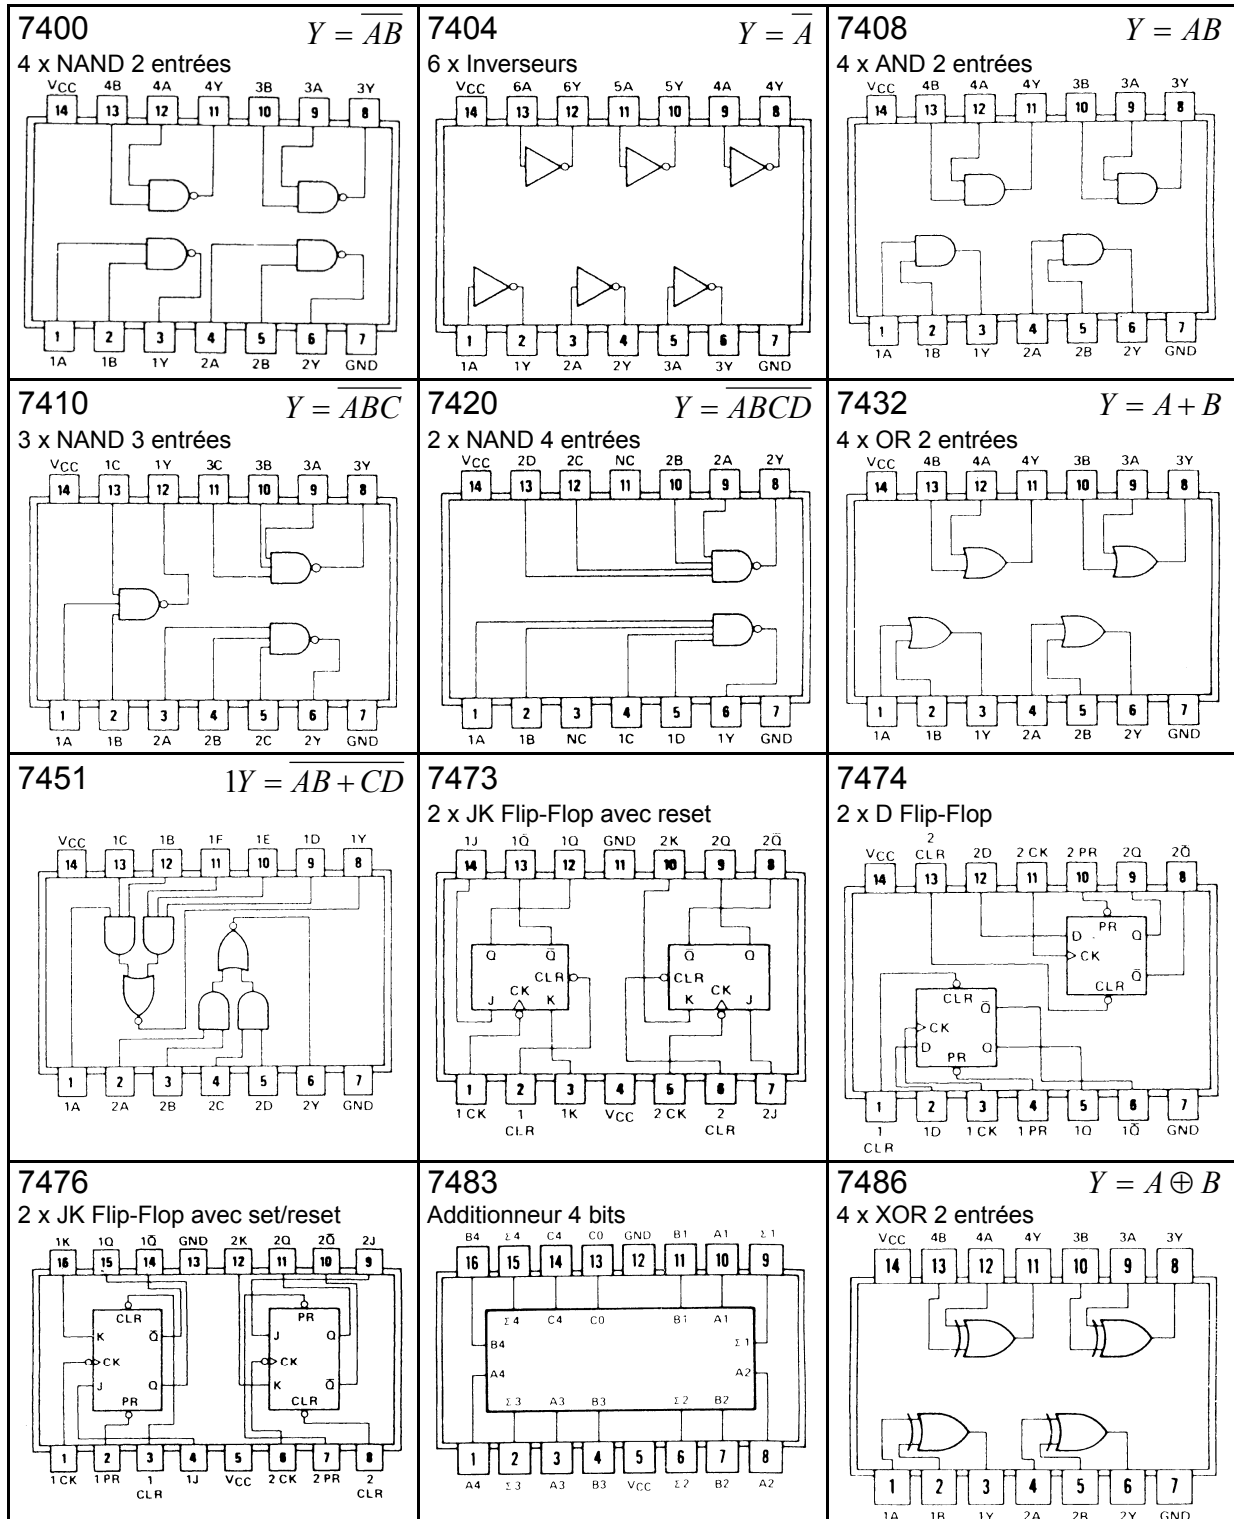 7400 Y = \overline{AB}
4 x NAND 2 entrées
VCC 4B 4A 4Y 3B 3A 3Y
14 13 12 11 10 9 8
1 2 3 4 5 6 7
1A 1B 1Y 2A 2B 2Y GND
7404 Y = \overline{A}
6 x Inverseurs
VCC 6A 6Y 5A 5Y 4A 4Y
14 13 12 11 10 9 8
1 2 3 4 5 6 7
1A 1Y 2A 2Y 3A 3Y GND
7408 Y = AB
4 x AND 2 entrées
VCC 4B 4A 4Y 3B 3A 3Y
14 13 12 11 10 9 8
1 2 3 4 5 6 7
1A 1B 1Y 2A 2B 2Y GND
7410 Y = \overline{ABC}
3 x NAND 3 entrées
VCC 1C 1Y 3C 3B 3A 3Y
14 13 12 11 10 9 8
1 2 3 4 5 6 7
1A 1B 2A 2B 2C 2Y GND
7420 Y = \overline{ABCD}
2 x NAND 4 entrées
VCC 2D 2C NC 2B 2A 2Y
14 13 12 11 10 9 8
1 2 3 4 5 6 7
1A 1B NC 1C 1D 1Y GND
7432 Y = A + B
4 x OR 2 entrées
VCC 4B 4A 4Y 3B 3A 3Y
14 13 12 11 10 9 8
1 2 3 4 5 6 7
1A 1B 1Y 2A 2B 2Y GND
7451 1Y = \overline{AB + CD}
VCC 1C 1B 1F 1E 1D 1Y
14 13 12 11 10 9 8
1 2 3 4 5 6 7
1A 2A 2B 2C 2D 2Y GND
7473
2 x JK Flip-Flop avec reset
1J 1Q̄ 1Q GND 2K 2Q 2Q̄
14 13 12 11 10 9 8
Q Q̄ Q̄ Q
CLR CLR
J CK K K CK J
1 2 3 4 5 6 7
1 CK 1 CLR 1K VCC 2 CK 2 CLR 2J
7474
2 x D Flip-Flop
VCC 2 CLR 2D 2 CK 2 PR 2Q 2Q̄
14 13 12 11 10 9 8
PR
D Q
CK
Q̄
CLR
CLR
Q̄
CK
D Q
PR
1 2 3 4 5 6 7
1 CLR 1D 1 CK 1 PR 1Q 1Q̄ GND
7476
2 x JK Flip-Flop avec set/reset
1K 1Q 1Q̄ GND 2K 2Q 2Q̄ 2J
16 15 14 13 12 11 10 9
CLR PR
K Q̄ J Q
CK CK
J Q K Q̄
PR CLR
1 2 3 4 5 6 7 8
1 CK 1 PR 1 CLR 1J VCC 2 CK 2 PR 2 CLR
7483
Additionneur 4 bits
B4 Σ4 C4 C0 GND B1 A1 Σ1
16 15 14 13 12 11 10 9
Σ4 C4 C0 B1 A1
B4 Σ1
A4 A2
Σ3 A3 B3 Σ2 B2
1 2 3 4 5 6 7 8
A4 Σ3 A3 B3 VCC Σ2 B2 A2
7486 Y = A ⊕ B
4 x XOR 2 entrées
VCC 4B 4A 4Y 3B 3A 3Y
14 13 12 11 10 9 8
1 2 3 4 5 6 7
1A 1B 1Y 2A 2B 2Y GND